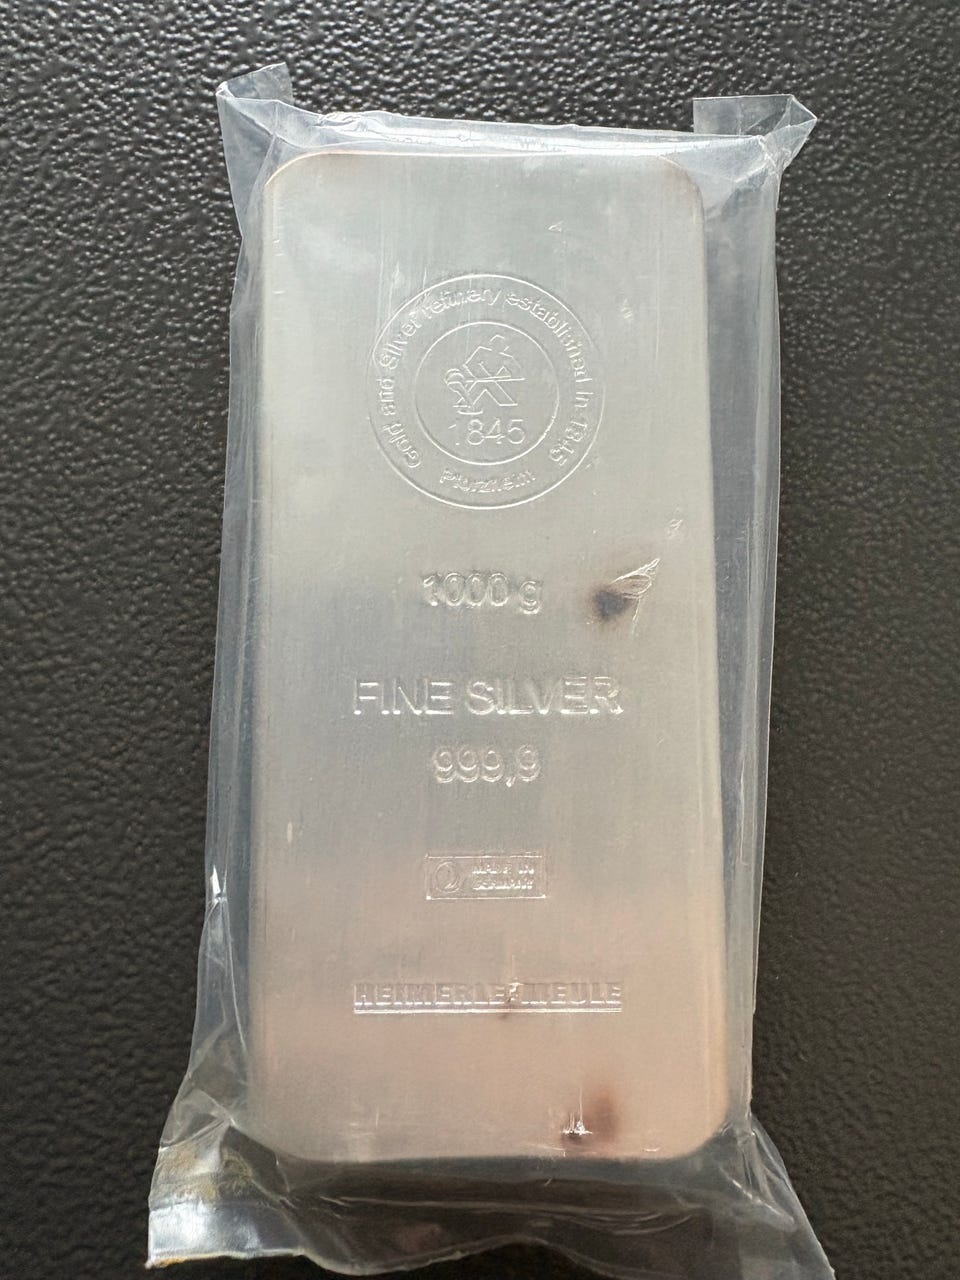 Gold and Silver refinery established in 1845
1845
Pforzheim
1000 g
FINE SILVER
999,9
MADE IN
GERMANY
HEIMERLE+MEULE